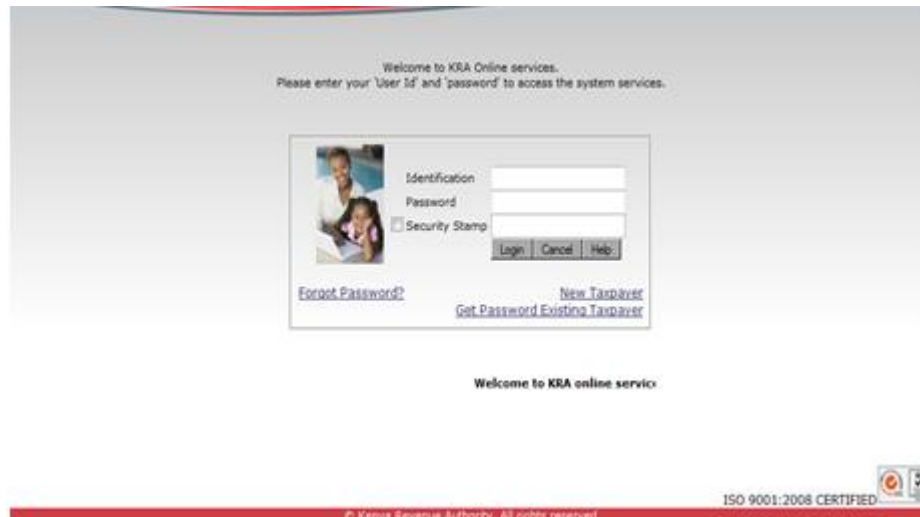 Welcome to KRA Online services.
Please enter your 'User Id' and 'password' to access the system services.
Identification
Password
Security Stamp
Login Cancel Help
Forgot Password? New Taxpayer
Get Password Existing Taxpayer
Welcome to KRA online servic
ISO 9001:2008 CERTIFIED
© Kenya Revenue Authority. All rights reserved